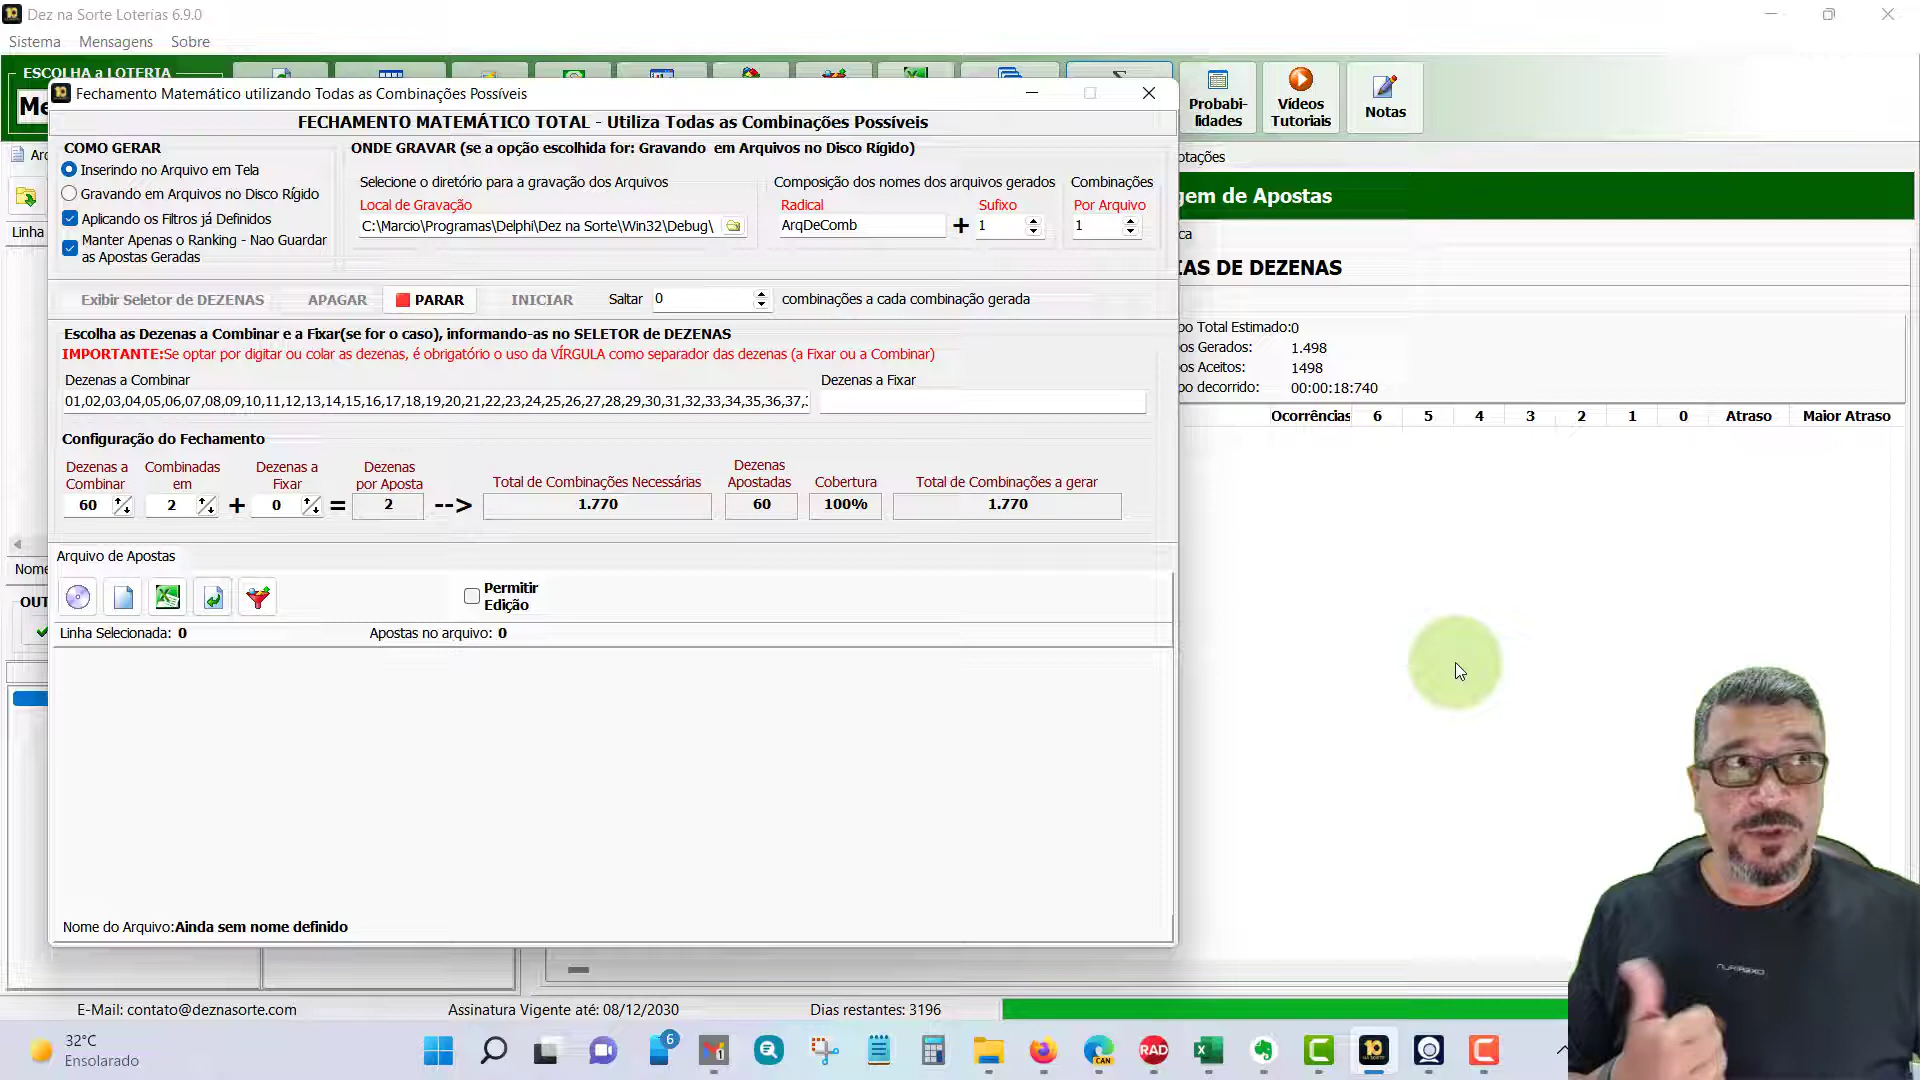 Dez na Sorte Loterias 6.9.0
Sistema Mensagens Sobre
ESCOLHA a LOTERIA
Fechamento Matemático utilizando Todas as Combinações Possíveis
FECHAMENTO MATEMÁTICO TOTAL - Utiliza Todas as Combinações Possíveis
Probabi-
lidades
Vídeos
Tutoriais
Notas
COMO GERAR
Inserindo no Arquivo em Tela
Gravando em Arquivos no Disco Rígido
Aplicando os Filtros já Definidos
Manter Apenas o Ranking - Nao Guardar
as Apostas Geradas
ONDE GRAVAR (se a opção escolhida for: Gravando em Arquivos no Disco Rígido)
Selecione o diretório para a gravação dos Arquivos
Local de Gravação
C:\Marcio\Programas\Delphi\Dez na Sorte\Win32\Debug\
Composição dos nomes dos arquivos gerados
Radical Sufixo
ArqDeComb + 1
Combinações
Por Arquivo
1
Linha
Exibir Seletor de DEZENAS APAGAR PARAR INICIAR Saltar 0 combinações a cada combinação gerada
Escolha as Dezenas a Combinar e a Fixar(se for o caso), informando-as no SELETOR de DEZENAS
IMPORTANTE:Se optar por digitar ou colar as dezenas, é obrigatório o uso da VÍRGULA como separador das dezenas (a Fixar ou a Combinar)
Dezenas a Combinar Dezenas a Fixar
01,02,03,04,05,06,07,08,09,10,11,12,13,14,15,16,17,18,19,20,21,22,23,24,25,26,27,28,29,30,31,32,33,34,35,36,37,
Configuração do Fechamento
Dezenas a
Combinar
60
Combinadas
em
2
+
Dezenas a
Fixar
0
=
Dezenas
por Aposta
2
-->
Total de Combinações Necessárias
1.770
Dezenas
Apostadas
60
Cobertura
100%
Total de Combinações a gerar
1.770
Arquivo de Apostas
Permitir
Edição
Linha Selecionada: 0 Apostas no arquivo: 0
Nome do Arquivo:Ainda sem nome definido
otações
gem de Apostas
ca
IAS DE DEZENAS
po Total Estimado:0
os Gerados: 1.498
os Aceitos: 1498
po decorrido: 00:00:18:740
Ocorrências 6 5 4 3 2 1 0 Atraso Maior Atraso
Nome
OUT
E-Mail: contato@deznasorte.com Assinatura Vigente até: 08/12/2030 Dias restantes: 3196
32°C
Ensolarado
6
1
CAN
RAD
10